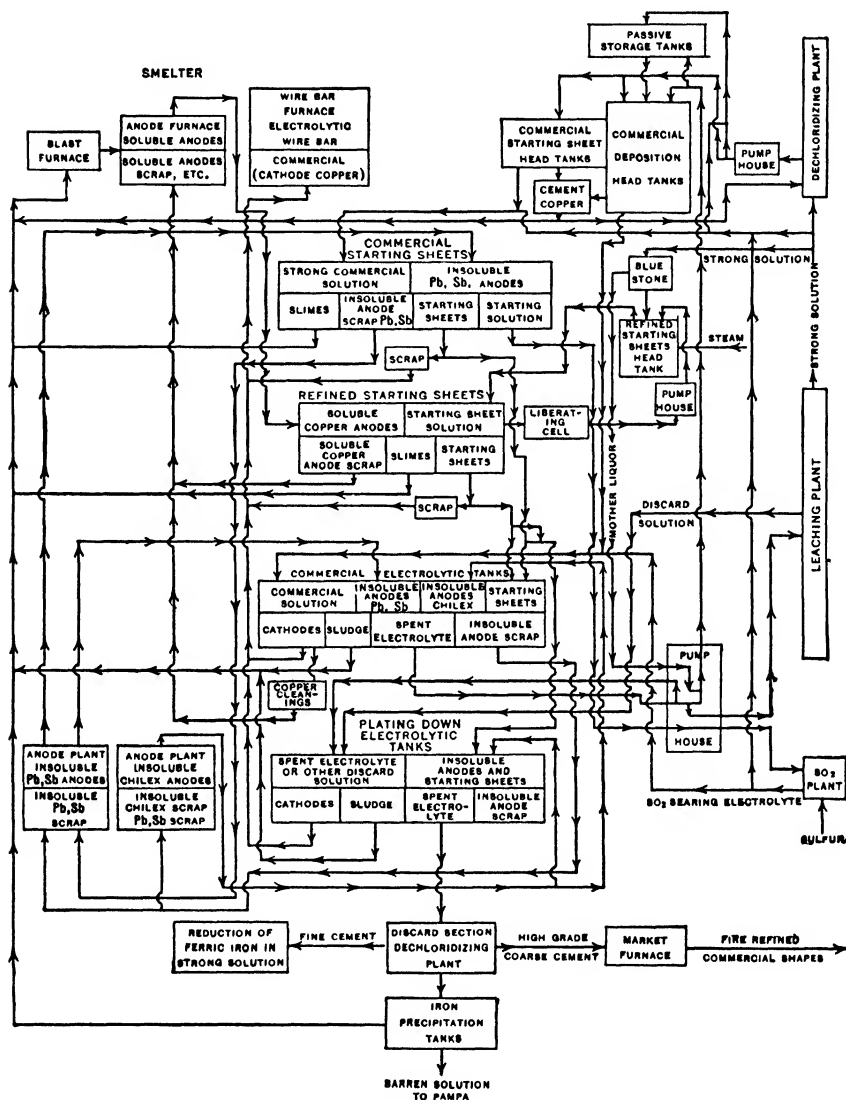 PASSIVE
STORAGE TANKS
SMELTER
WIRE BAR
FURNACE
ELECTROLYTIC
WIRE BAR
COMMERCIAL
(CATHODE COPPER)
ANODE FURNACE
SOLUBLE ANODES
SOLUBLE ANODES
SCRAP, ETC.
BLAST
FURNACE
COMMERCIAL
STARTING SHEET
HEAD TANKS
COMMERCIAL
DEPOSITION
HEAD TANKS
CEMENT
COPPER
PUMP
HOUSE
DECHLORIDIZING PLANT
COMMERCIAL
STARTING SHEETS
STRONG COMMERCIAL
SOLUTION
INSOLUBLE
Pb, Sb, ANODES
SLIMES
INSOLUBLE
ANODE
SCRAP Pb,Sb
STARTING
SHEETS
STARTING
SOLUTION
STRONG SOLUTION
BLUE
STONE
REFINED
STARTING
SHEETS
HEAD
TANK
STEAM
STRONG SOLUTION
SCRAP
PUMP
HOUSE
REFINED STARTING SHEETS
SOLUBLE
COPPER ANODES
STARTING SHEET
SOLUTION
LIBERAT-
ING CELL
SOLUBLE
COPPER
ANODE SCRAP
SLIMES
STARTING
SHEETS
SCRAP
MOTHER LIQUOR
DISCARD
SOLUTION
LEACHING PLANT
COMMERCIAL ELECTROLYTIC TANKS
COMMERCIAL
SOLUTION
INSOLUBLE
ANODES
Pb, Sb
INSOLUBLE
ANODES
CHILEX
STARTING
SHEETS
CATHODES
SLUDGE
SPENT
ELECTROLYTE
INSOLUBLE
ANODE SCRAP
COPPER
CLEAN-
INGS
PUMP
HOUSE
PLATING DOWN
ELECTROLYTIC
TANKS
SPENT ELECTROLYTE
OR OTHER DISCARD
SOLUTION
INSOLUBLE
ANODES AND
STARTING SHEETS
CATHODES
SLUDGE
SPENT
ELECTRO-
LYTE
INSOLUBLE
ANODE
SCRAP
ANODE PLANT
INSOLUBLE
Pb,Sb ANODES
INSOLUBLE
Pb,Sb
SCRAP
ANODE PLANT
INSOLUBLE
CHILEX ANODES
INSOLUBLE
CHILEX SCRAP
Pb,Sb SCRAP
SO2
PLANT
SO2 BEARING ELECTROLYTE
SULFUR
REDUCTION OF
FERRIC IRON IN
STRONG SOLUTION
FINE CEMENT
DISCARD SECTION
DECHLORIDIZING
PLANT
HIGH GRADE
COARSE CEMENT
MARKET
FURNACE
FIRE REFINED
COMMERCIAL SHAPES
IRON
PRECIPITATION
TANKS
BARREN SOLUTION
TO PAMPA